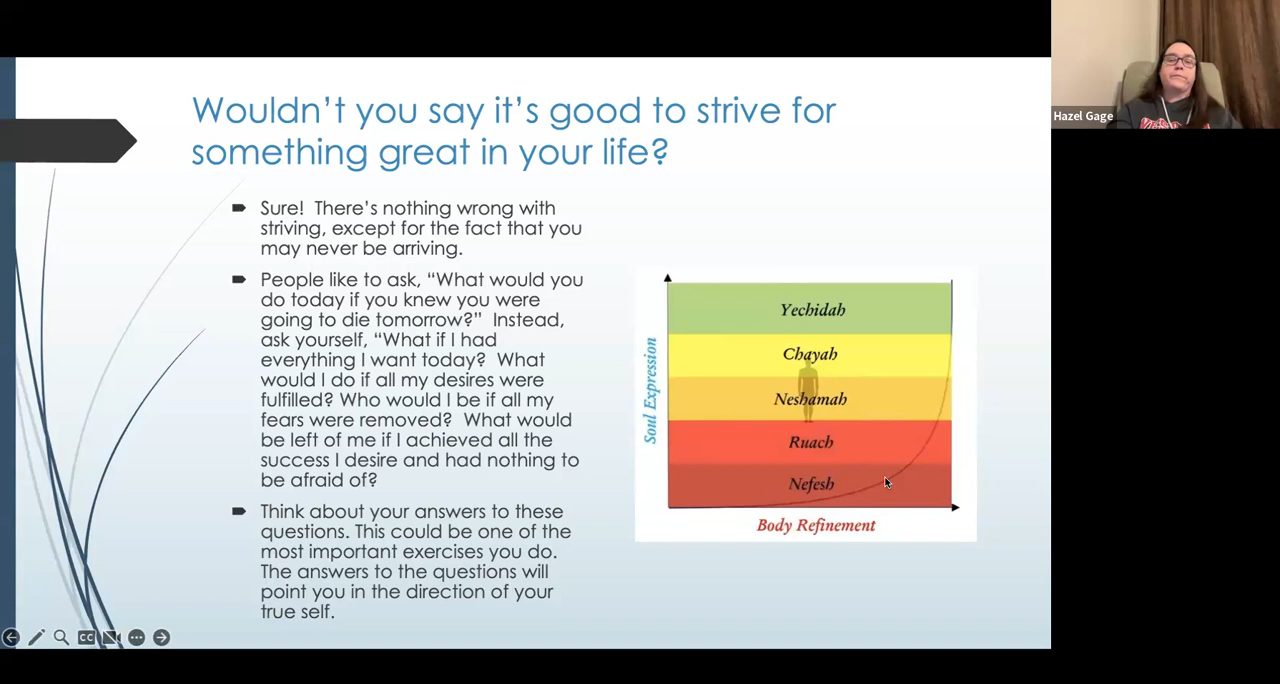 Wouldn't you say it's good to strive for
something great in your life?
Sure!  There's nothing wrong with
striving, except for the fact that you
may never be arriving.
People like to ask, “What would you
do today if you knew you were
going to die tomorrow?”  Instead,
ask yourself, “What if I had
everything I want today?  What
would I do if all my desires were
fulfilled? Who would I be if all my
fears were removed?  What would
be left of me if I achieved all the
success I desire and had nothing to
be afraid of?
Think about your answers to these
questions. This could be one of the
most important exercises you do.
The answers to the questions will
point you in the direction of your
true self.
Soul Expression
Yechidah
Chayah
Neshamah
Ruach
Nefesh
Body Refinement
Hazel Gage
CC